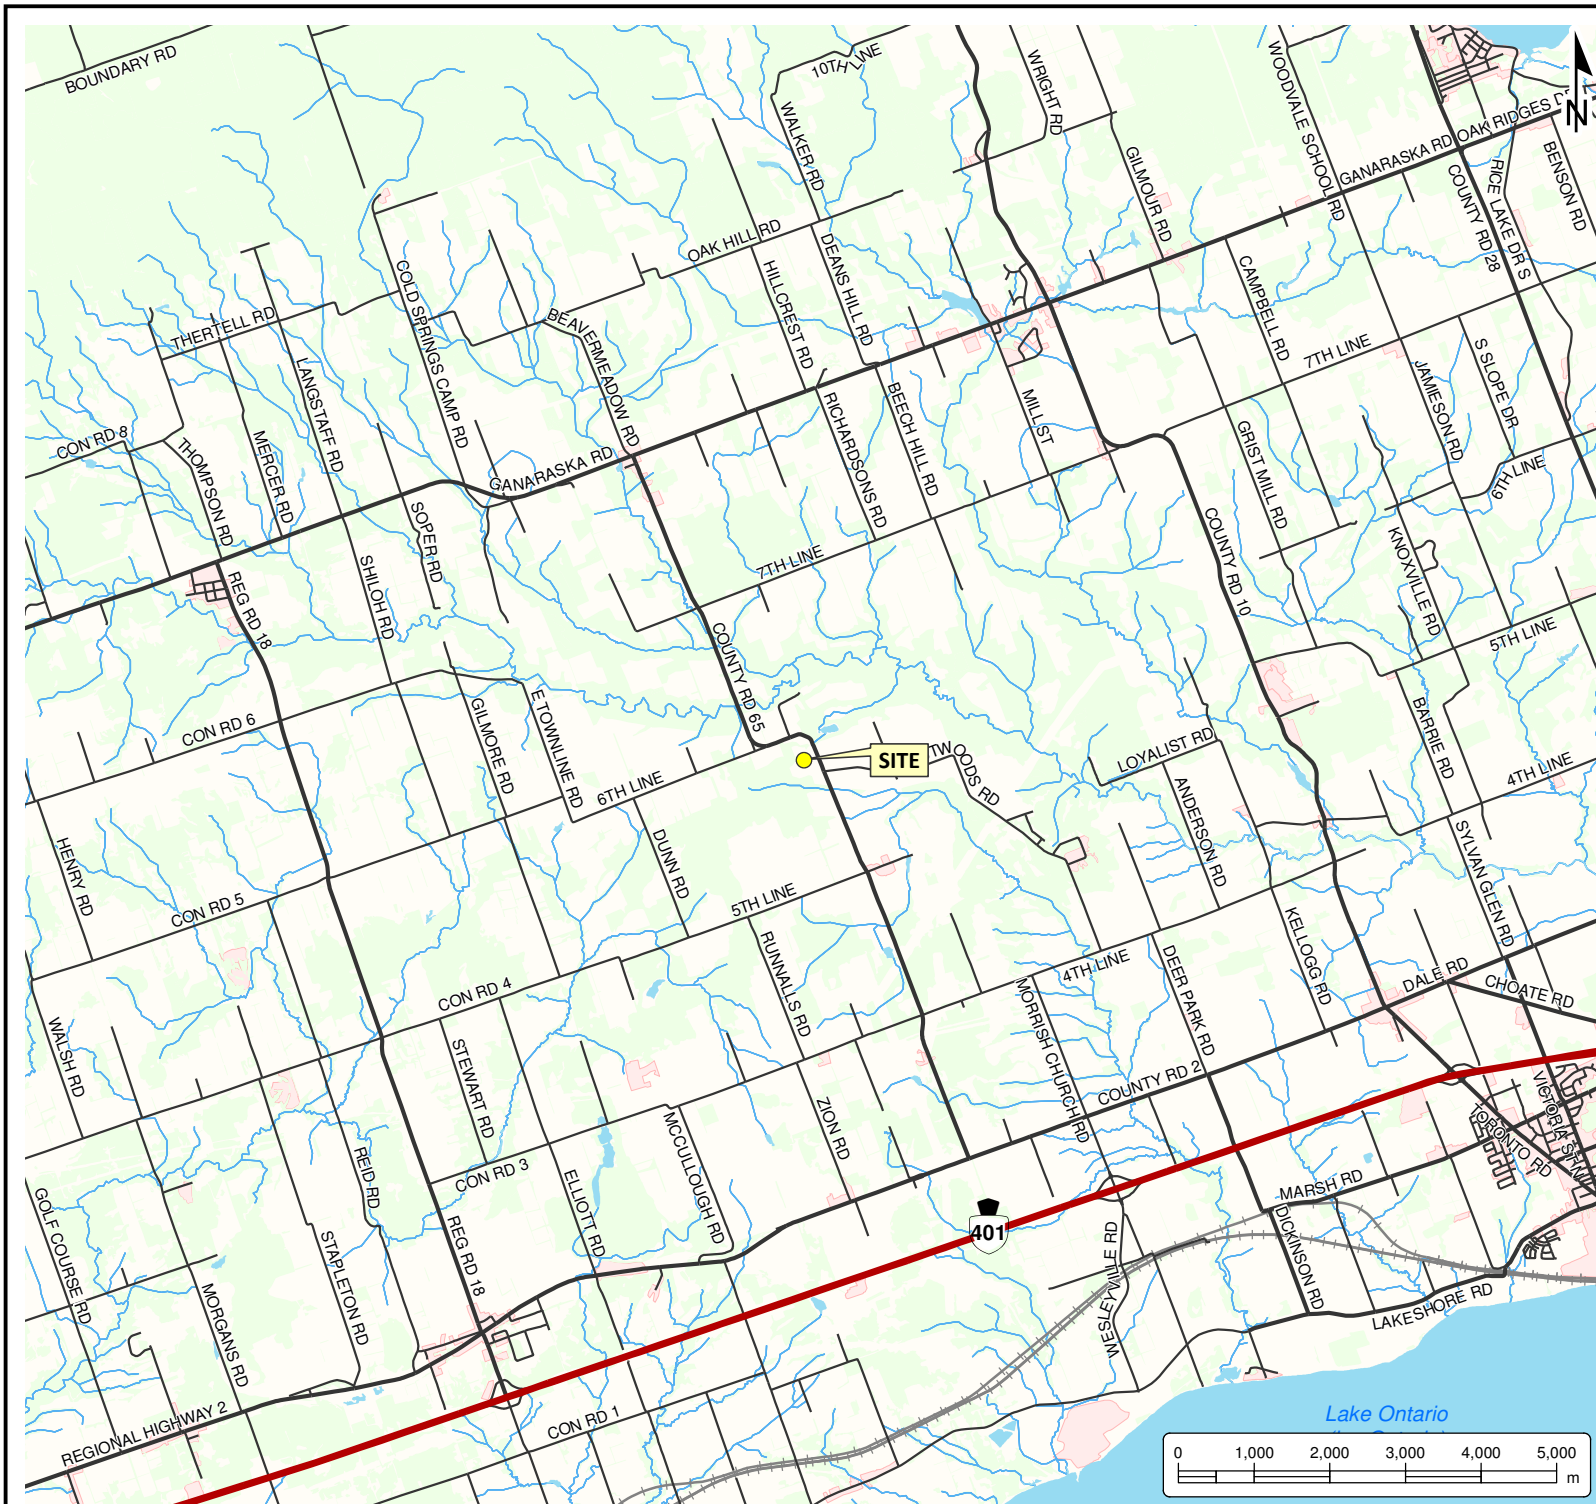 BOUNDARY RD
10TH LINE
WRIGHT RD
WOODVALE SCHOOL RD
N
OAK RIDGES
GANARASKA RD
WALKER RD
GILMOUR RD
COUNTY RD 28
RICE LAKE DR S
BENSON RD
OAK HILL RD
COLD SPRINGS CAMP RD
HILLCREST RD
DEANS HILL RD
CAMPBELL RD
THERTELL RD
BEAVERMEADOW RD
7TH LINE
S SLOPE DR
LANGSTAFF RD
JAMIESON RD
CON RD 8
THOMPSON RD
MERCER RD
GANARASKA RD
RICHARDSONS RD
BEECH HILL RD
MILL ST
GRIST MILL RD
6TH LINE
SOPER RD
COUNTY RD 10
KNOXVILLE RD
SHILOH RD
REG RD 18
7TH LINE
5TH LINE
COUNTY RD 65
CON RD 6
GILMORE RD
E TOWNLINE RD
BARRIE RD
SITE
TWOODS RD
LOYALIST RD
4TH LINE
6TH LINE
ANDERSON RD
HENRY RD
DUNN RD
SYLVAN GLEN RD
CON RD 5
5TH LINE
KELLOGG RD
RUNNALLS RD
4TH LINE
DEER PARK RD
DALE RD
CHOATE RD
CON RD 4
MORRISH CHURCH RD
WALSH RD
STEWART RD
COUNTY RD 2
ZION RD
MCCULLOUGH RD
VICTORIA ST N
TORONTO RD
REID RD
CON RD 3
ELLIOTT RD
MARSH RD
GOLF COURSE RD
REG RD 18
STAPLETON RD
401
WESLEYVILLE RD
DICKINSON RD
LAKESHORE RD
MORGANS RD
REGIONAL HIGHWAY 2
CON RD 1
Lake Ontario
0 1,000 2,000 3,000 4,000 5,000
m